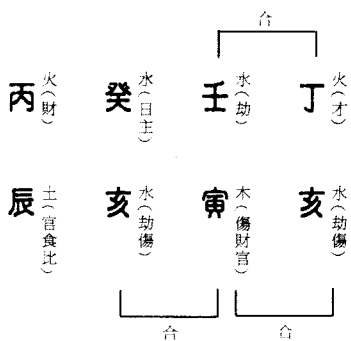 合
丁 火(才)
壬 水(劫)
癸 水(日主)
丙 火(財)
亥 水(劫傷)
寅 木(傷財官)
亥 水(劫傷)
辰 土(官食比)
合
合